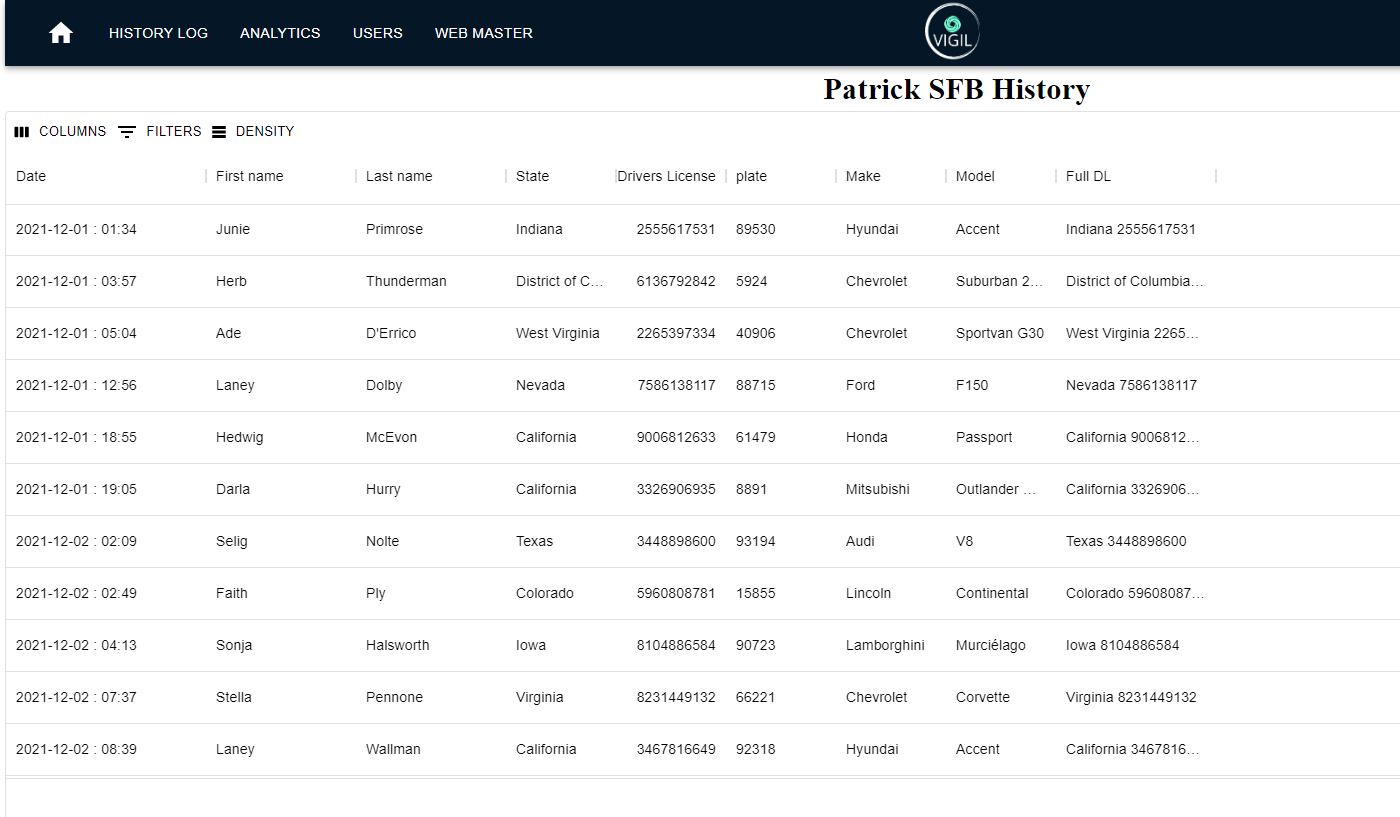 HISTORY LOG ANALYTICS USERS WEB MASTER VIGIL
Patrick SFB History
COLUMNS FILTERS DENSITY
Date First name Last name State Drivers License plate Make Model Full DL
2021-12-01 : 01:34 Junie Primrose Indiana 2555617531 89530 Hyundai Accent Indiana 2555617531
2021-12-01 : 03:57 Herb Thunderman District of C... 6136792842 5924 Chevrolet Suburban 2... District of Columbia...
2021-12-01 : 05:04 Ade D'Errico West Virginia 2265397334 40906 Chevrolet Sportvan G30 West Virginia 2265...
2021-12-01 : 12:56 Laney Dolby Nevada 7586138117 88715 Ford F150 Nevada 7586138117
2021-12-01 : 18:55 Hedwig McEvon California 9006812633 61479 Honda Passport California 9006812...
2021-12-01 : 19:05 Darla Hurry California 3326906935 8891 Mitsubishi Outlander ... California 3326906...
2021-12-02 : 02:09 Selig Nolte Texas 3448898600 93194 Audi V8 Texas 3448898600
2021-12-02 : 02:49 Faith Ply Colorado 5960808781 15855 Lincoln Continental Colorado 59608087...
2021-12-02 : 04:13 Sonja Halsworth Iowa 8104886584 90723 Lamborghini Murciélago Iowa 8104886584
2021-12-02 : 07:37 Stella Pennone Virginia 8231449132 66221 Chevrolet Corvette Virginia 8231449132
2021-12-02 : 08:39 Laney Wallman California 3467816649 92318 Hyundai Accent California 3467816...